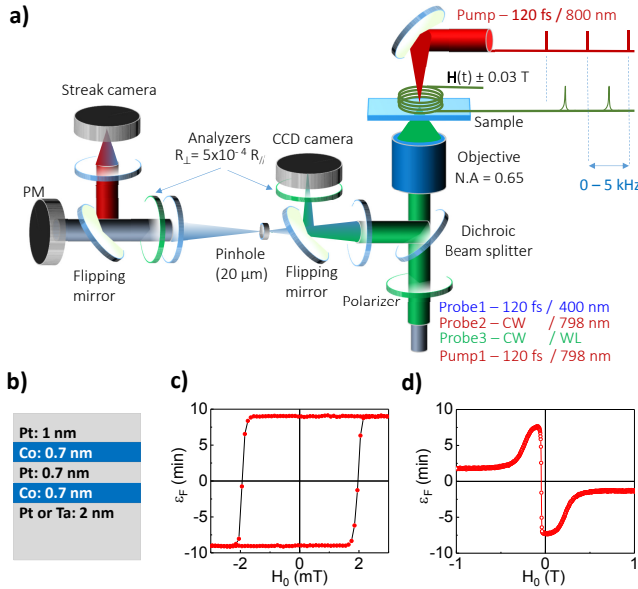 a)
Pump – 120 fs / 800 nm
Streak camera
H(t) ± 0.03 T
Analyzers
R⊥= 5x10⁻⁴ R//
CCD camera
Sample
PM
Objective
N.A = 0.65
0 – 5 kHz
Pinhole
(20 µm)
Flipping
mirror
Flipping
mirror
Dichroic
Beam splitter
Polarizer
Probe1 – 120 fs / 400 nm
Probe2 – CW / 798 nm
Probe3 – CW / WL
Pump1 – 120 fs / 798 nm
b)
Pt: 1 nm
Co: 0.7 nm
Pt: 0.7 nm
Co: 0.7 nm
Pt or Ta: 2 nm
c)
εF (min)
10
5
0
-5
-10
-2 0 2
H0 (mT)
d)
εF (min)
10
5
0
-5
-10
-1 0 1
H0 (T)